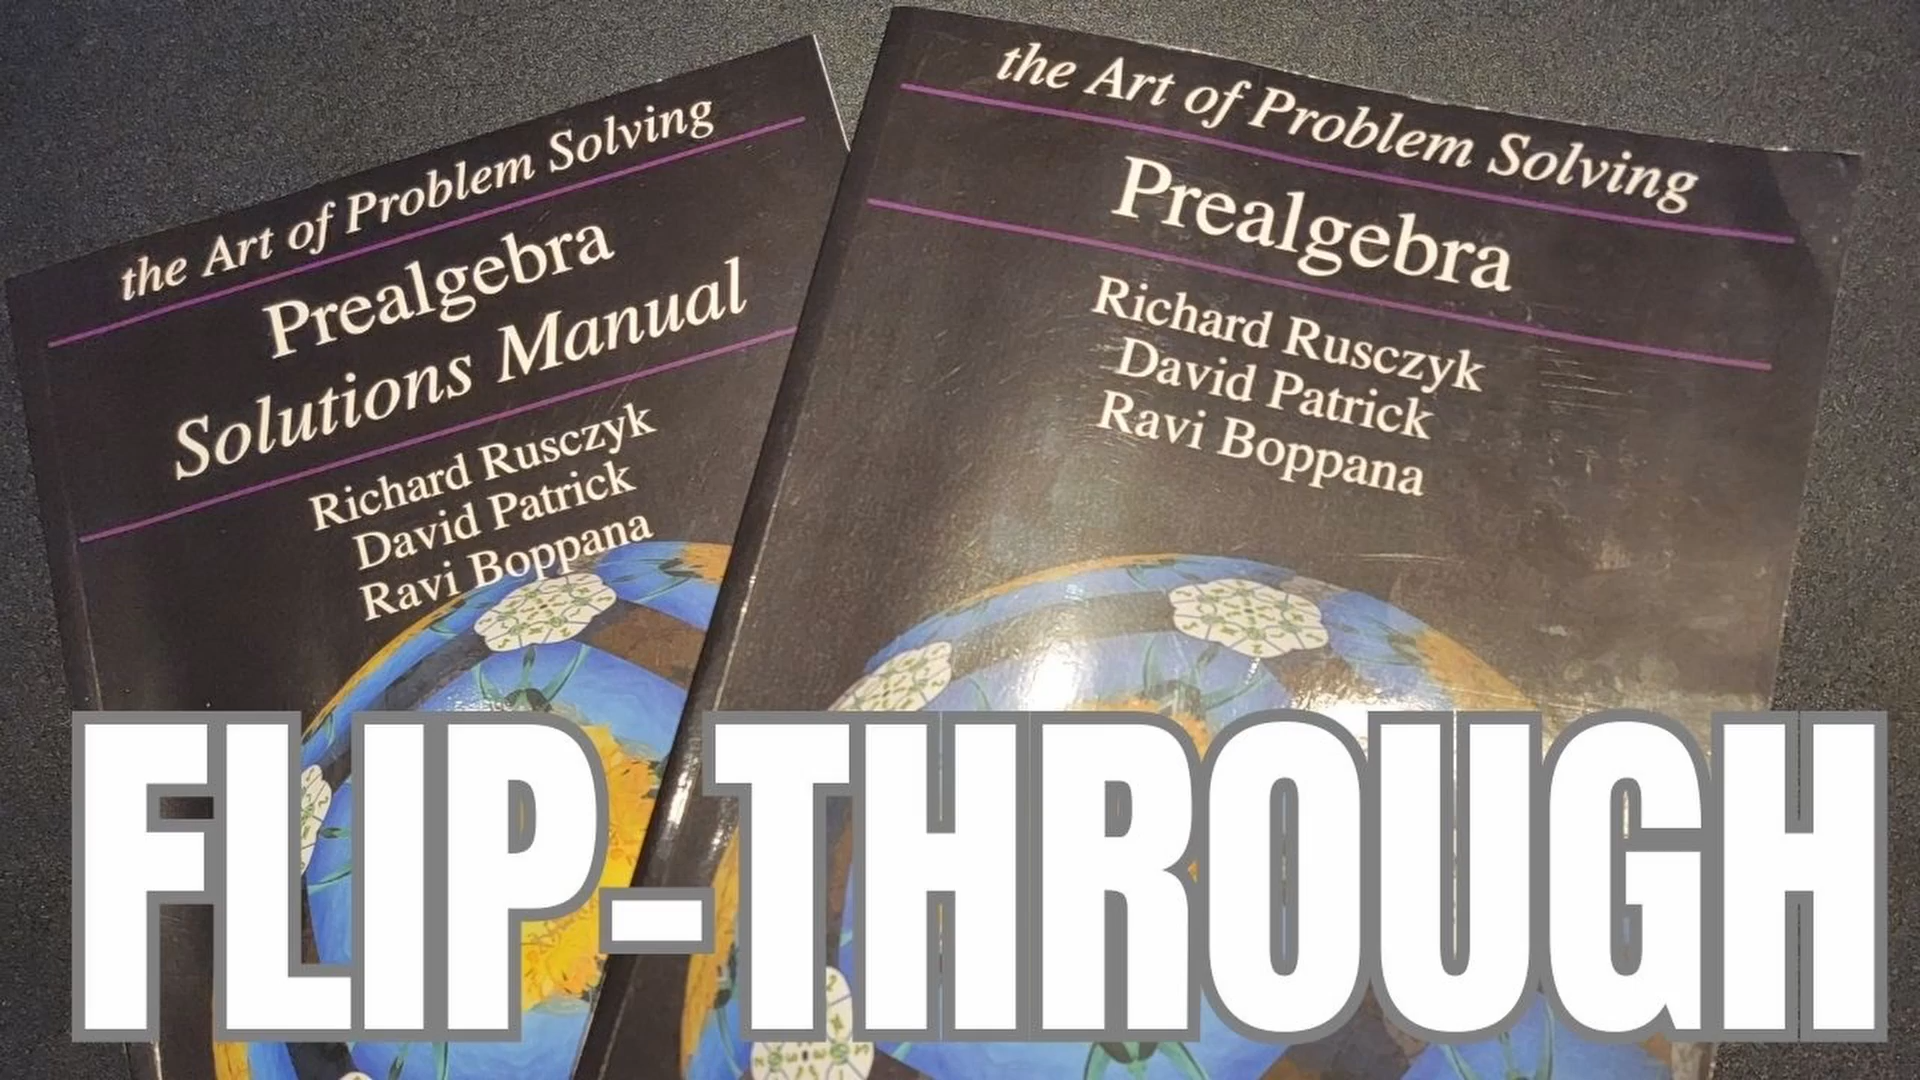 the Art of Problem Solving
Prealgebra
Solutions Manual
Richard Rusczyk
David Patrick
Ravi Boppana
the Art of Problem Solving
Prealgebra
Richard Rusczyk
David Patrick
Ravi Boppana
FLIP-THROUGH